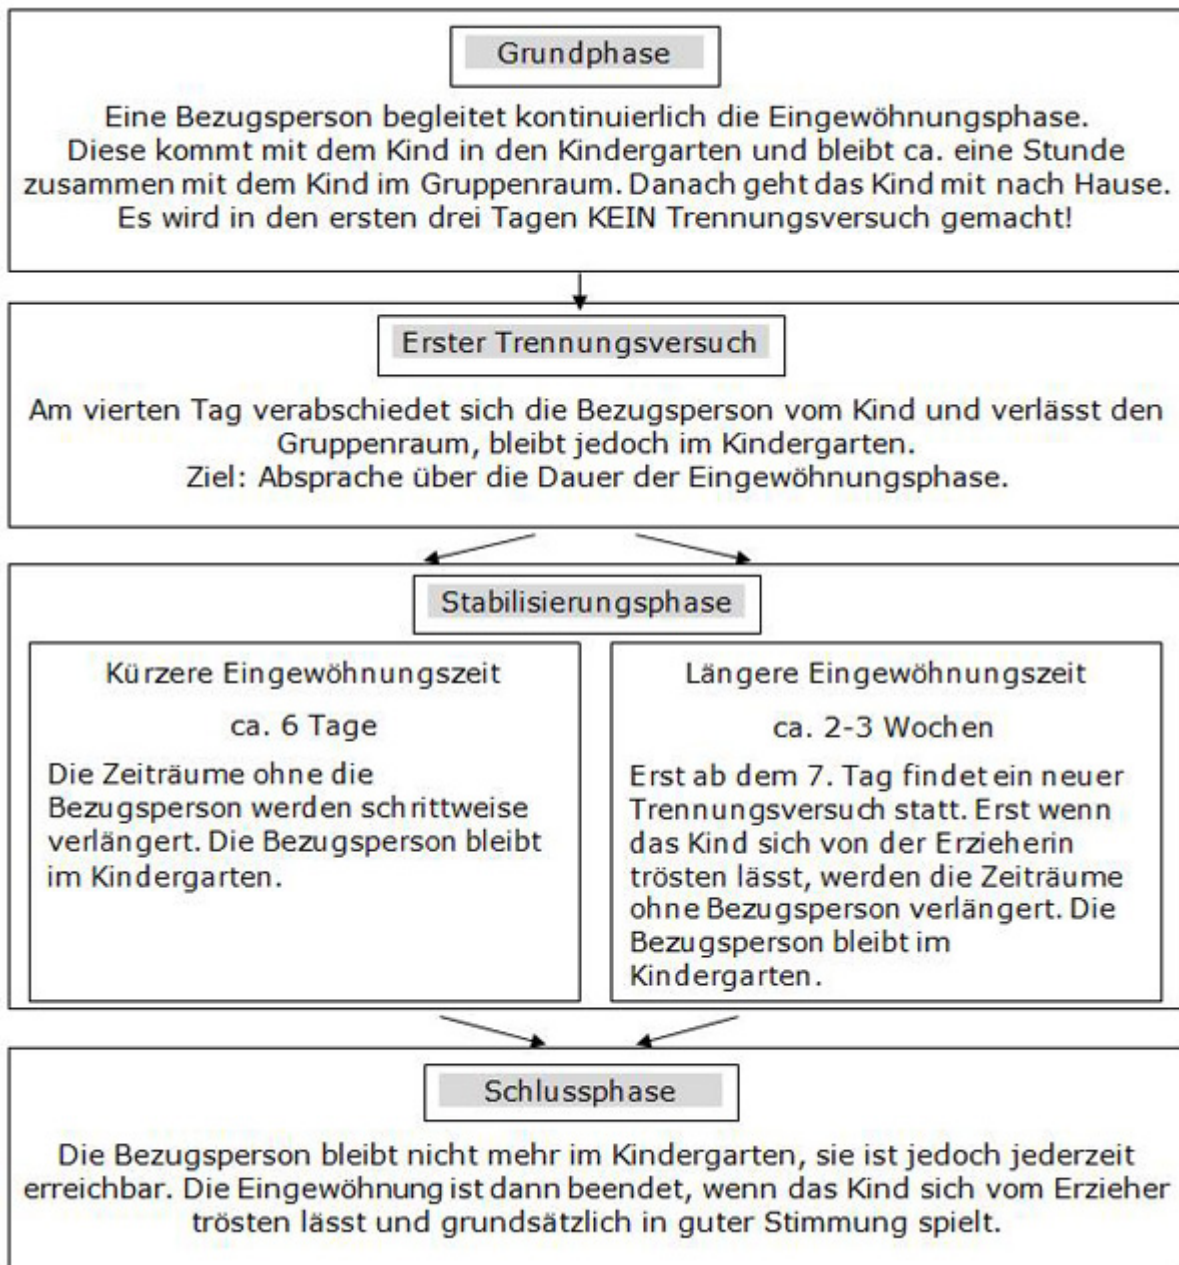 Grundphase
Eine Bezugsperson begleitet kontinuierlich die Eingewöhnungsphase.
Diese kommt mit dem Kind in den Kindergarten und bleibt ca. eine Stunde
zusammen mit dem Kind im Gruppenraum. Danach geht das Kind mit nach Hause.
Es wird in den ersten drei Tagen KEIN Trennungsversuch gemacht!
Erster Trennungsversuch
Am vierten Tag verabschiedet sich die Bezugsperson vom Kind und verlässt den
Gruppenraum, bleibt jedoch im Kindergarten.
Ziel: Absprache über die Dauer der Eingewöhnungsphase.
Stabilisierungsphase
Kürzere Eingewöhnungszeit
ca. 6 Tage
Die Zeiträume ohne die
Bezugsperson werden schrittweise
verlängert. Die Bezugsperson bleibt
im Kindergarten.
Längere Eingewöhnungszeit
ca. 2-3 Wochen
Erst ab dem 7. Tag findet ein neuer
Trennungsversuch statt. Erst wenn
das Kind sich von der Erzieherin
trösten lässt, werden die Zeiträume
ohne Bezugsperson verlängert. Die
Bezugsperson bleibt im
Kindergarten.
Schlussphase
Die Bezugsperson bleibt nicht mehr im Kindergarten, sie ist jedoch jederzeit
erreichbar. Die Eingewöhnung ist dann beendet, wenn das Kind sich vom Erzieher
trösten lässt und grundsätzlich in guter Stimmung spielt.